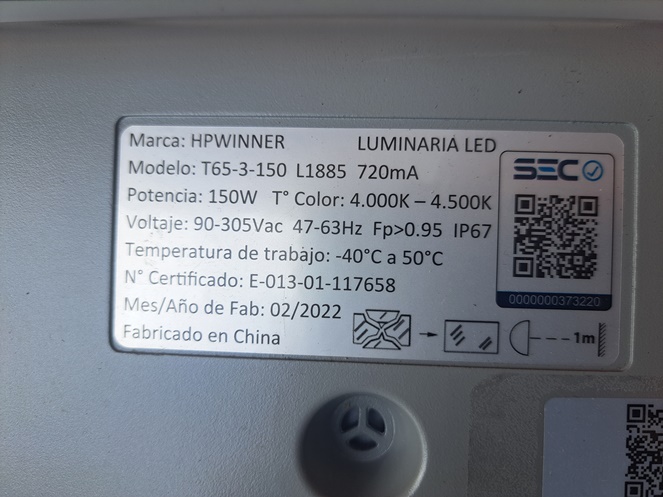 Marca: HPWINNER LUMINARIA LED
Modelo: T65-3-150 L1885 720mA
Potencia: 150W T° Color: 4.000K – 4.500K
Voltaje: 90-305Vac 47-63Hz Fp>0.95 IP67
Temperatura de trabajo: -40°C a 50°C
N° Certificado: E-013-01-117658
Mes/Año de Fab: 02/2022
Fabricado en China
1m
SEC
0000000373220